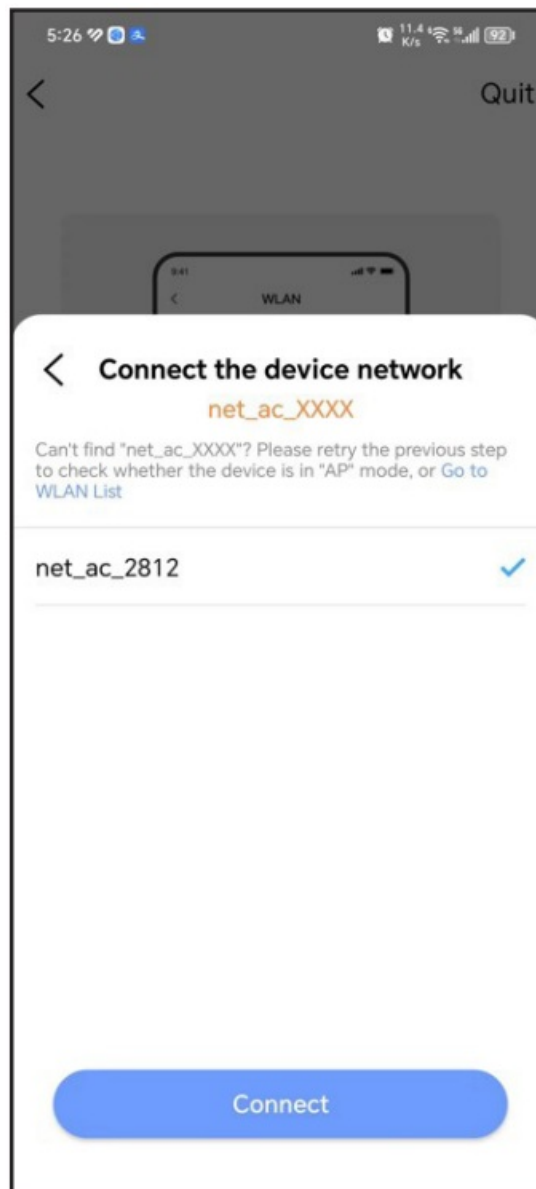 5:26
11.4 K/s
92
Quit
9:41
WLAN
Connect the device network
net_ac_XXXX
Can't find "net_ac_XXXX"? Please retry the previous step
to check whether the device is in "AP" mode, or Go to
WLAN List
net_ac_2812
Connect